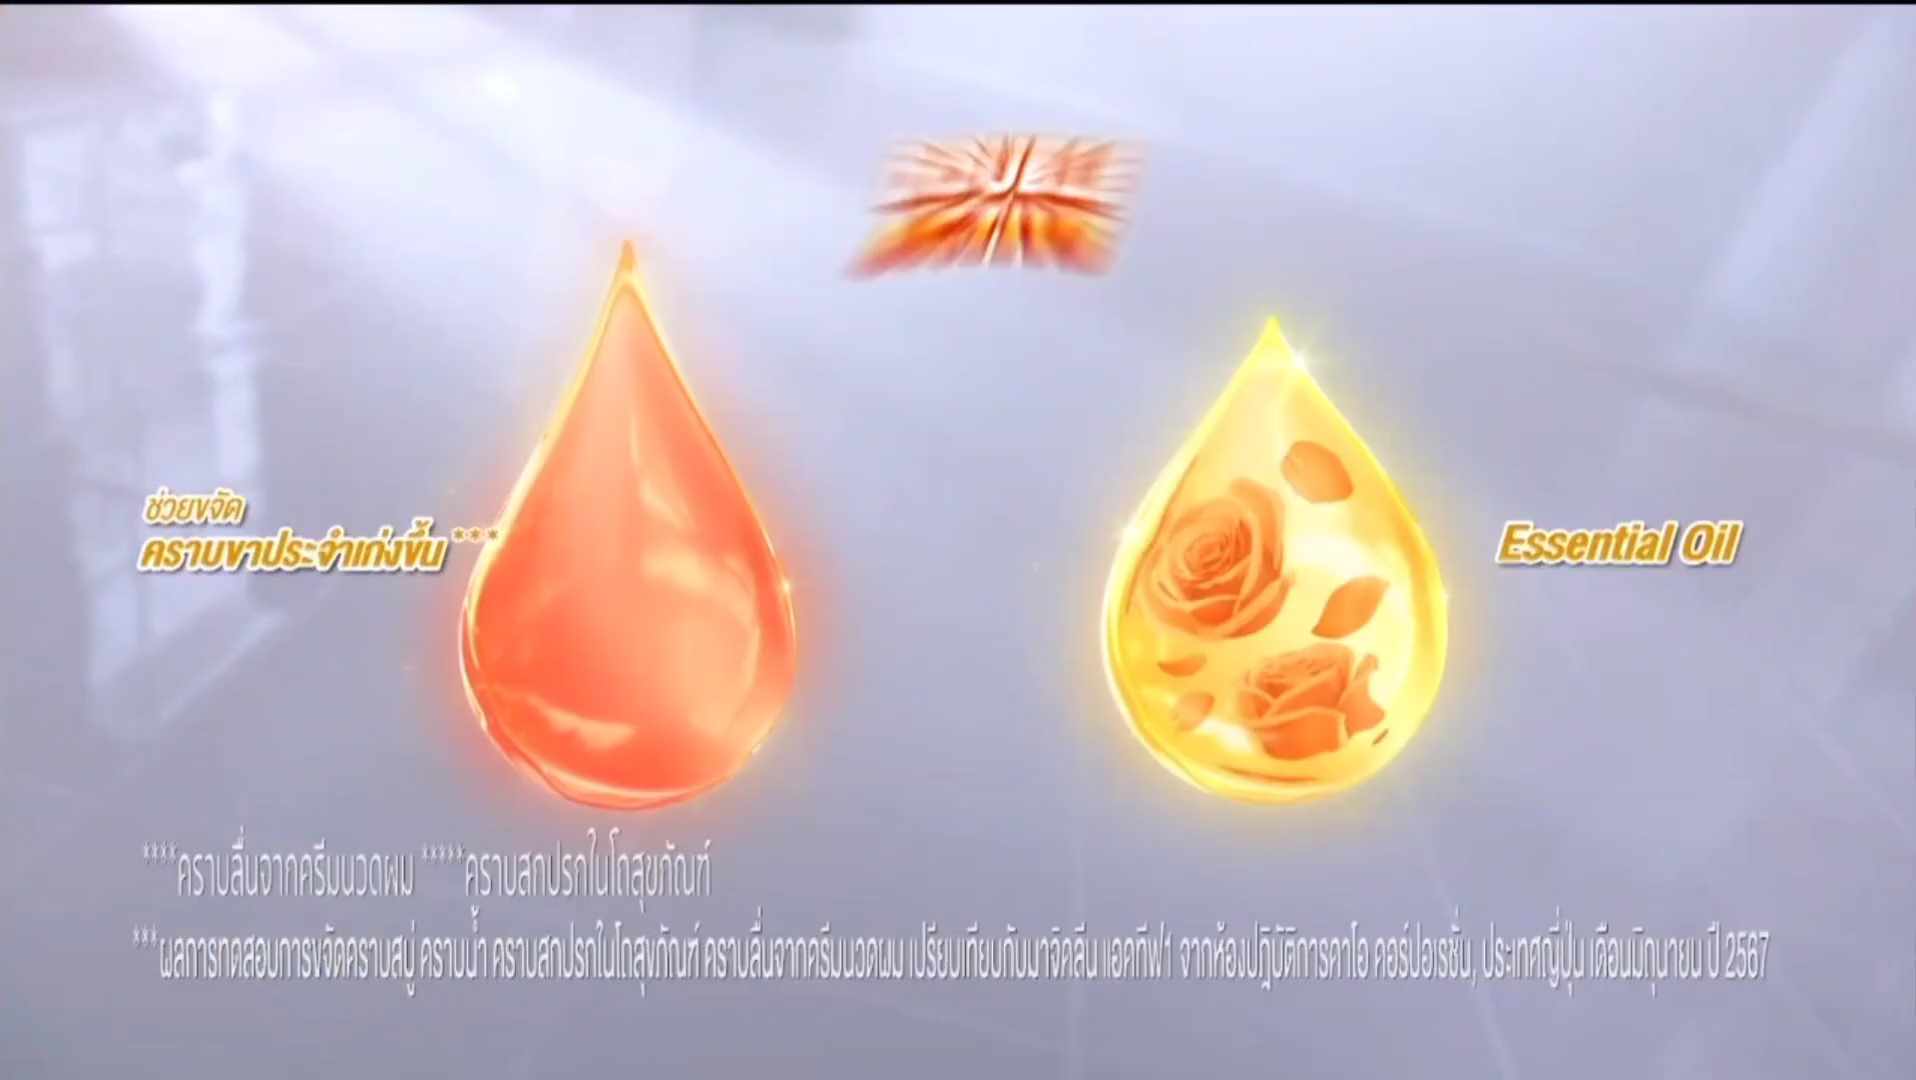 ช่วยขจัด
คราบขาประจำเก่งขึ้น***
Essential Oil
****คราบลื่นจากครีมนวดผม *****คราบสกปรกในโถสุขภัณฑ์
***ผลการทดสอบการขจัดคราบสบู่ คราบน้ำ คราบสกปรกในโถสุขภัณฑ์ คราบลื่นจากครีมนวดผม เปรียบเทียบกับมาจิคลีน แอคทีฟ1 จากห้องปฏิบัติการคาโอ คอร์ปอเรชั่น, ประเทศญี่ปุ่น เดือนมิถุนายน ปี 2567